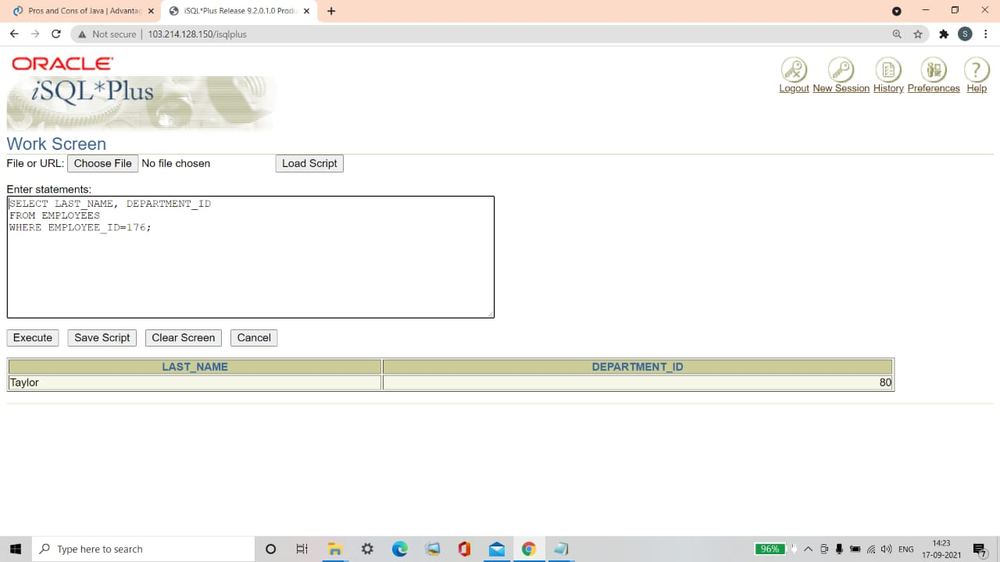 Pros and Cons of Java | Advantag
iSQL*Plus Release 9.2.0.1.0 Produ
Not secure | 103.214.128.150/isqlplus
S
ORACLE
iSQL*Plus
Logout New Session History Preferences Help
Work Screen
File or URL: Choose File No file chosen Load Script
Enter statements:
SELECT LAST_NAME, DEPARTMENT_ID
FROM EMPLOYEES
WHERE EMPLOYEE_ID=176;
Execute Save Script Clear Screen Cancel
LAST_NAME DEPARTMENT_ID
Taylor 80
Type here to search
96%
ENG
14:23
17-09-2021
7